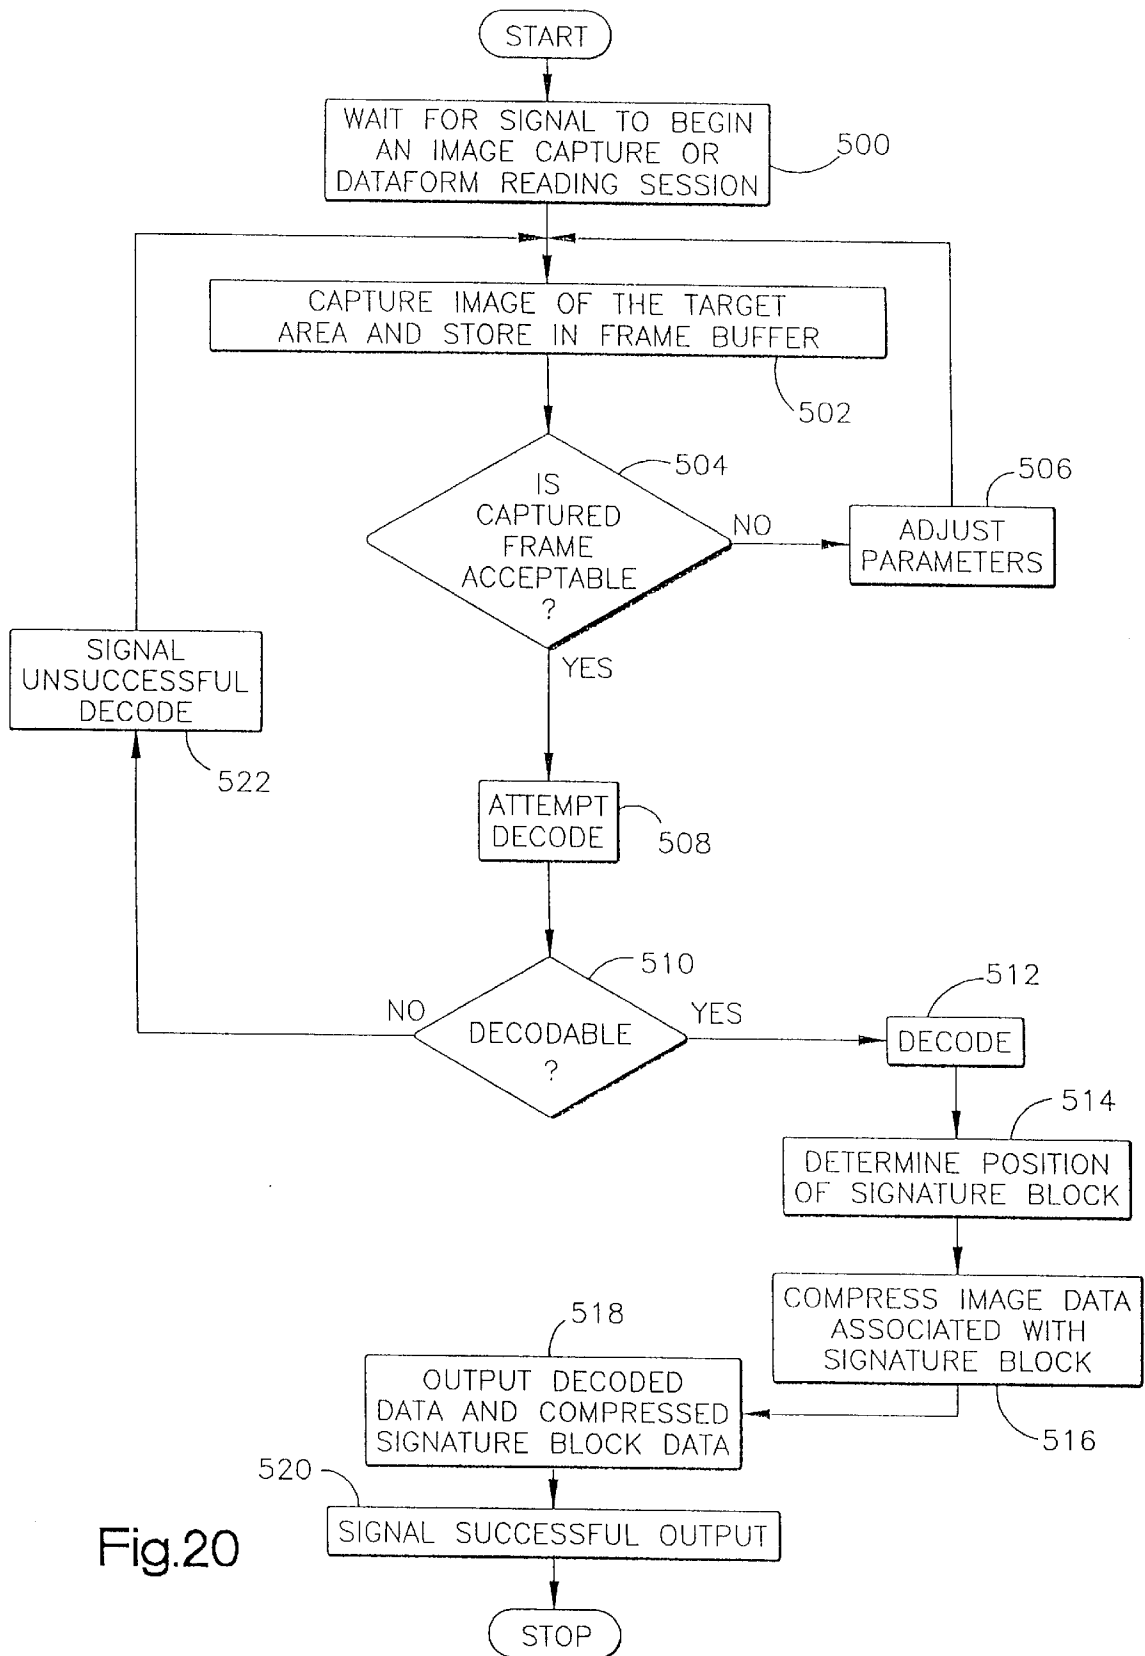 START
WAIT FOR SIGNAL TO BEGIN
AN IMAGE CAPTURE OR
DATAFORM READING SESSION
500
CAPTURE IMAGE OF THE TARGET
AREA AND STORE IN FRAME BUFFER
502
504
IS
CAPTURED
FRAME
ACCEPTABLE
?
NO
506
ADJUST
PARAMETERS
YES
SIGNAL
UNSUCCESSFUL
DECODE
522
ATTEMPT
DECODE
508
510
DECODABLE
?
NO
YES
512
DECODE
514
DETERMINE POSITION
OF SIGNATURE BLOCK
COMPRESS IMAGE DATA
ASSOCIATED WITH
SIGNATURE BLOCK
516
518
OUTPUT DECODED
DATA AND COMPRESSED
SIGNATURE BLOCK DATA
520
SIGNAL SUCCESSFUL OUTPUT
STOP
Fig.20